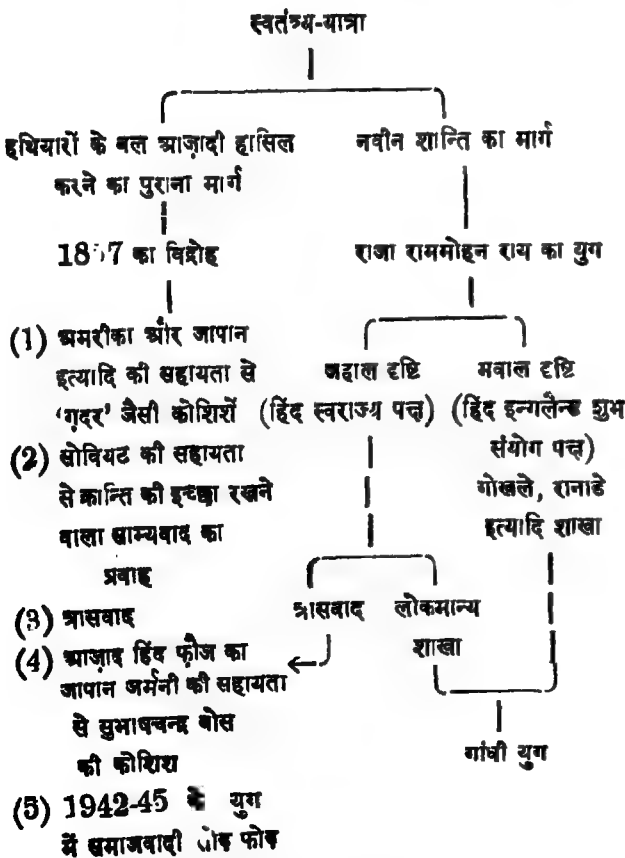 स्वतंत्र्य-यात्रा
हथियारों के बल आज़ादी हासिल
करने का पुराना मार्ग
1857 का विद्रोह
(1) अमरीका और जापान
इत्यादि की सहायता से
'ग़दर' जैसी कोशिशें
(2) सोवियट की सहायता
से क्रान्ति की इच्छा रखने
वाला साम्यवाद का
प्रवाह
(3) त्रासवाद
(4) आज़ाद हिंद फ़ौज का
जापान जर्मनी की सहायता
से सुभाषचन्द्र बोस
की कोशिश
(5) 1942-45 के युग
में समाजवादी तोड़ फोड़
नवीन शान्ति का मार्ग
राजा राममोहन राय का युग
जहाल दृष्टि
(हिंद स्वराज्य पक्ष)
त्रासवाद
लोकमान्य
शाखा
मवाल दृष्टि
(हिंद इन्गलैन्ड शुभ
संयोग पक्ष)
गोखले, रानाडे
इत्यादि शाखा
गांधी युग